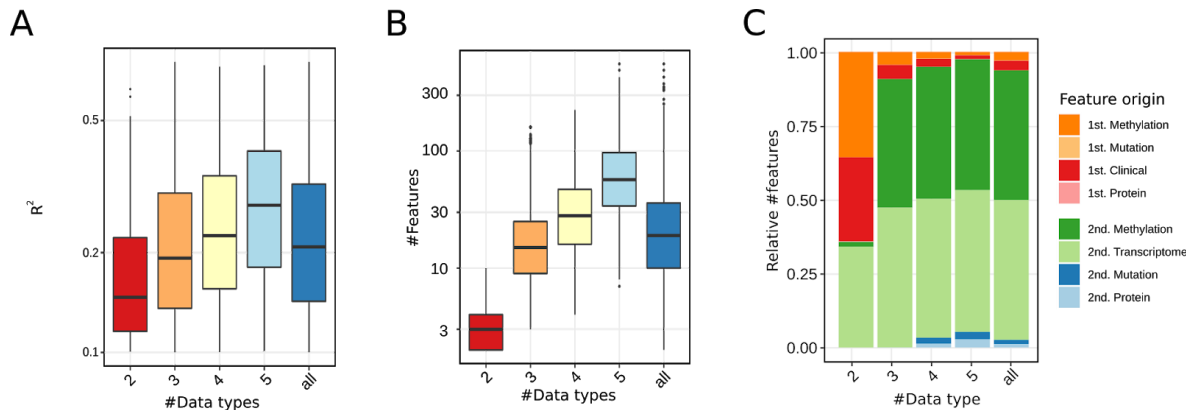 A
R²
0.5
0.2
0.1
2
3
4
5
all
#Data types
B
#Features
300
100
30
10
3
2
3
4
5
all
#Data types
C
Relative #features
1.00
0.75
0.50
0.25
0.00
2
3
4
5
all
#Data type
Feature origin
1st. Methylation
1st. Mutation
1st. Clinical
1st. Protein
2nd. Methylation
2nd. Transcriptome
2nd. Mutation
2nd. Protein